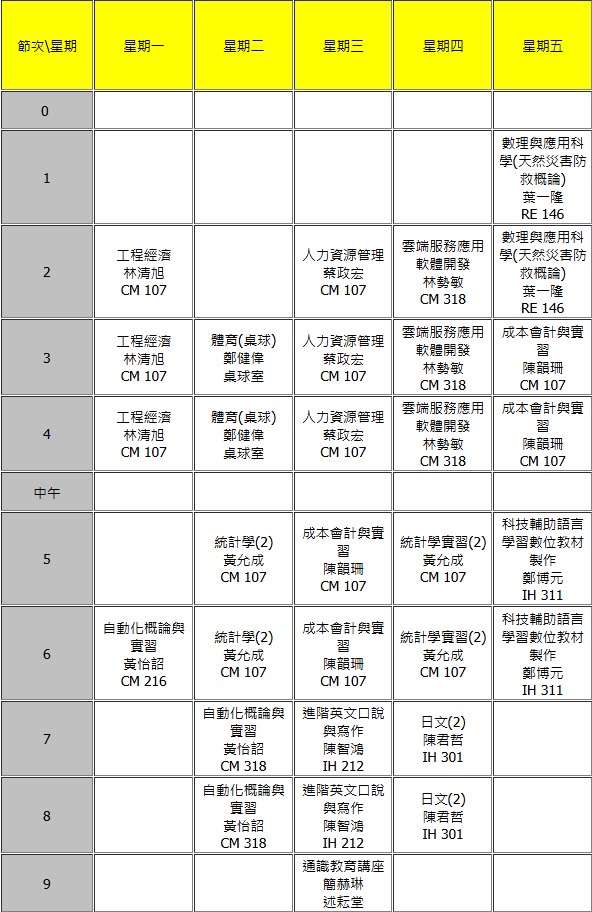 節次\星期 星期一 星期二 星期三 星期四 星期五
0
1
數理與應用科
學(天然災害防
救概論)
葉一隆
RE 146
2
工程經濟
林清旭
CM 107
人力資源管理
蔡政宏
CM 107
雲端服務應用
軟體開發
林勢敏
CM 318
數理與應用科
學(天然災害防
救概論)
葉一隆
RE 146
3
工程經濟
林清旭
CM 107
體育(桌球)
鄭健偉
桌球室
人力資源管理
蔡政宏
CM 107
雲端服務應用
軟體開發
林勢敏
CM 318
成本會計與實
習
陳韻珊
CM 107
4
工程經濟
林清旭
CM 107
體育(桌球)
鄭健偉
桌球室
人力資源管理
蔡政宏
CM 107
雲端服務應用
軟體開發
林勢敏
CM 318
成本會計與實
習
陳韻珊
CM 107
中午
5
統計學(2)
黃允成
CM 107
成本會計與實
習
陳韻珊
CM 107
統計學實習(2)
黃允成
CM 107
科技輔助語言
學習數位教材
製作
鄭博元
IH 311
6
自動化概論與
實習
黃怡詔
CM 216
統計學(2)
黃允成
CM 107
成本會計與實
習
陳韻珊
CM 107
統計學實習(2)
黃允成
CM 107
科技輔助語言
學習數位教材
製作
鄭博元
IH 311
7
自動化概論與
實習
黃怡詔
CM 318
進階英文口說
與寫作
陳智鴻
IH 212
日文(2)
陳君哲
IH 301
8
自動化概論與
實習
黃怡詔
CM 318
進階英文口說
與寫作
陳智鴻
IH 212
日文(2)
陳君哲
IH 301
9
通識教育講座
簡赫琳
述耘堂